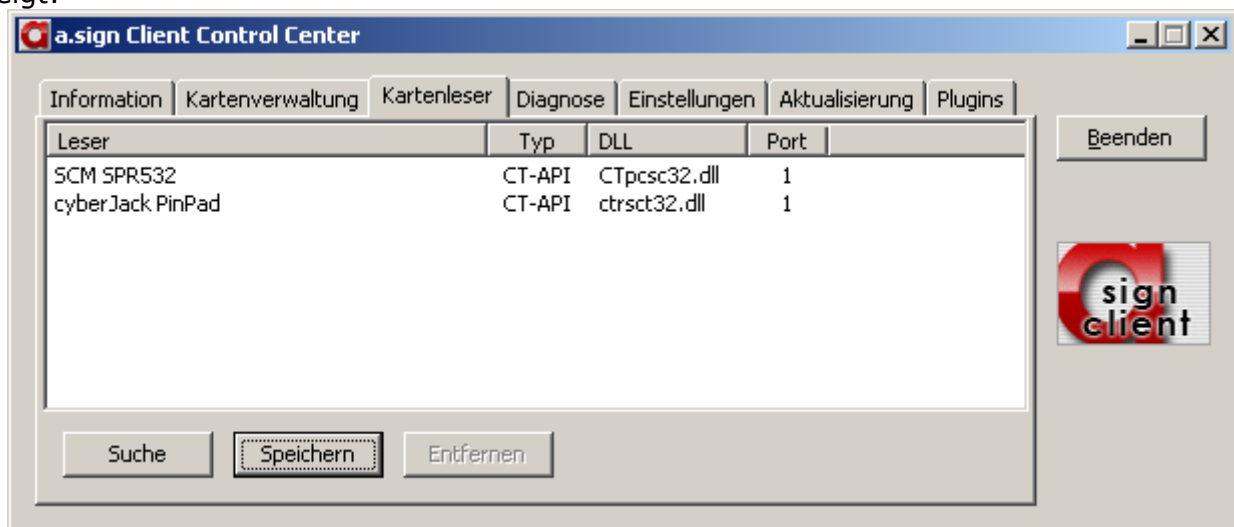 a.sign Client Control Center
Information Kartenverwaltung Kartenleser Diagnose Einstellungen Aktualisierung Plugins
Leser Typ DLL Port
Beenden
SCM SPR532 CT-API CTpcsc32.dll 1
cyberJack PinPad CT-API ctrsct32.dll 1
sign
client
Suche Speichern Entfernen